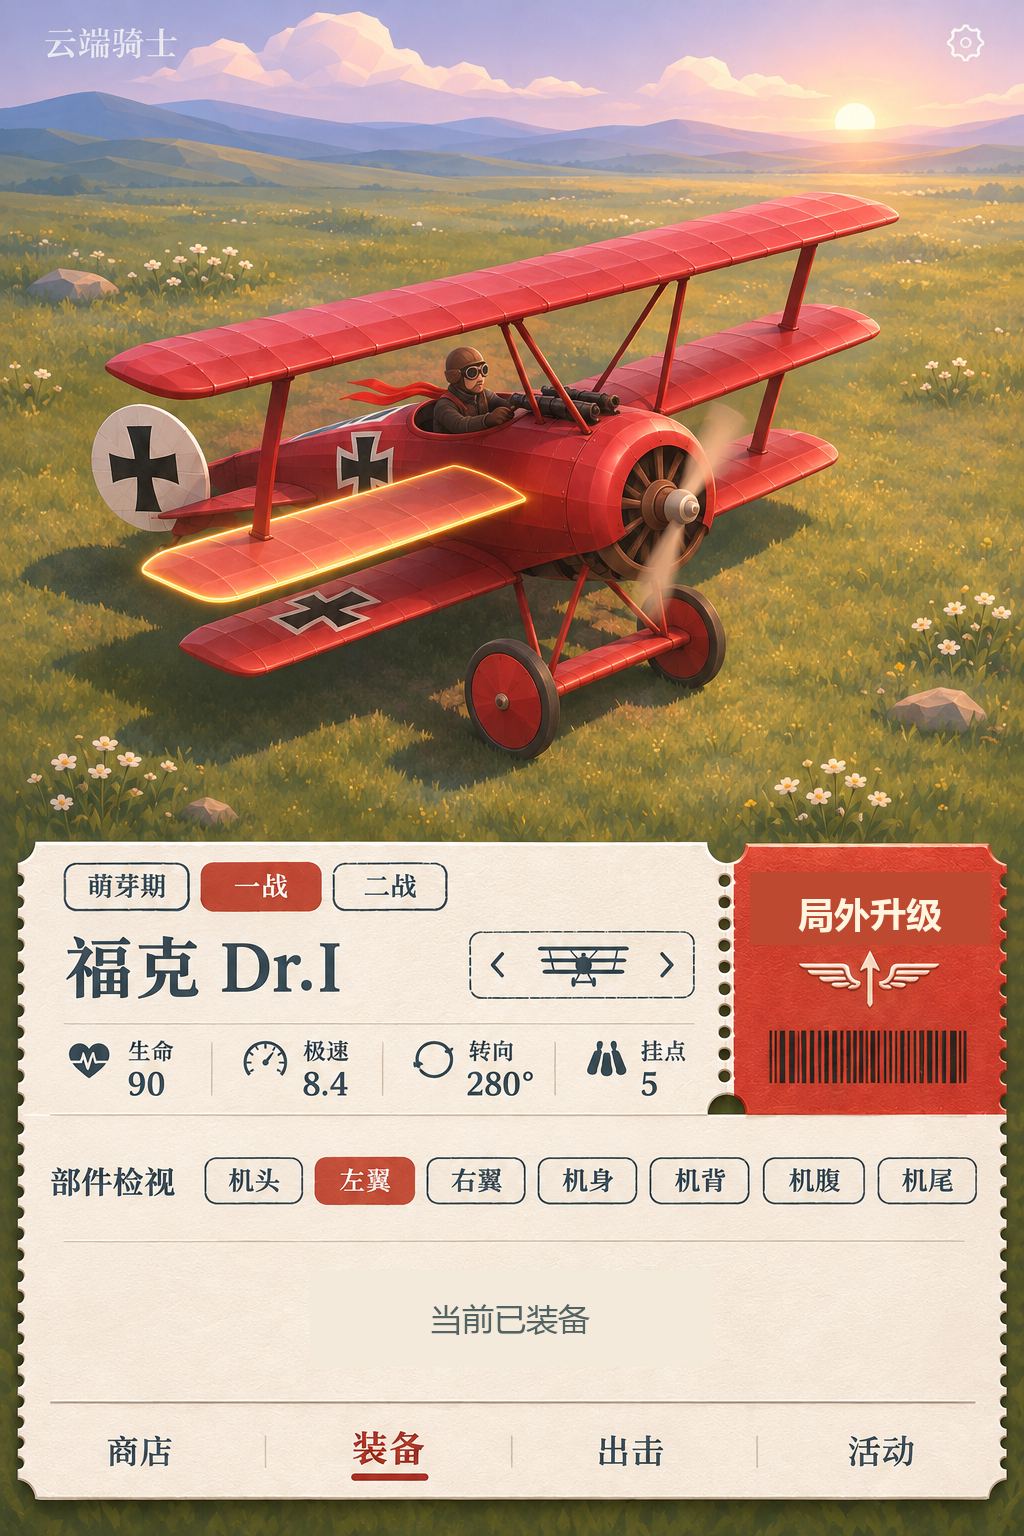 云端骑士
萌芽期 一战 二战
局外升级
福克 Dr.I
生命 90
极速 8.4
转向 280°
挂点 5
部件检视 机头 左翼 右翼 机身 机背 机腹 机尾
当前已装备
商店 装备 出击 活动